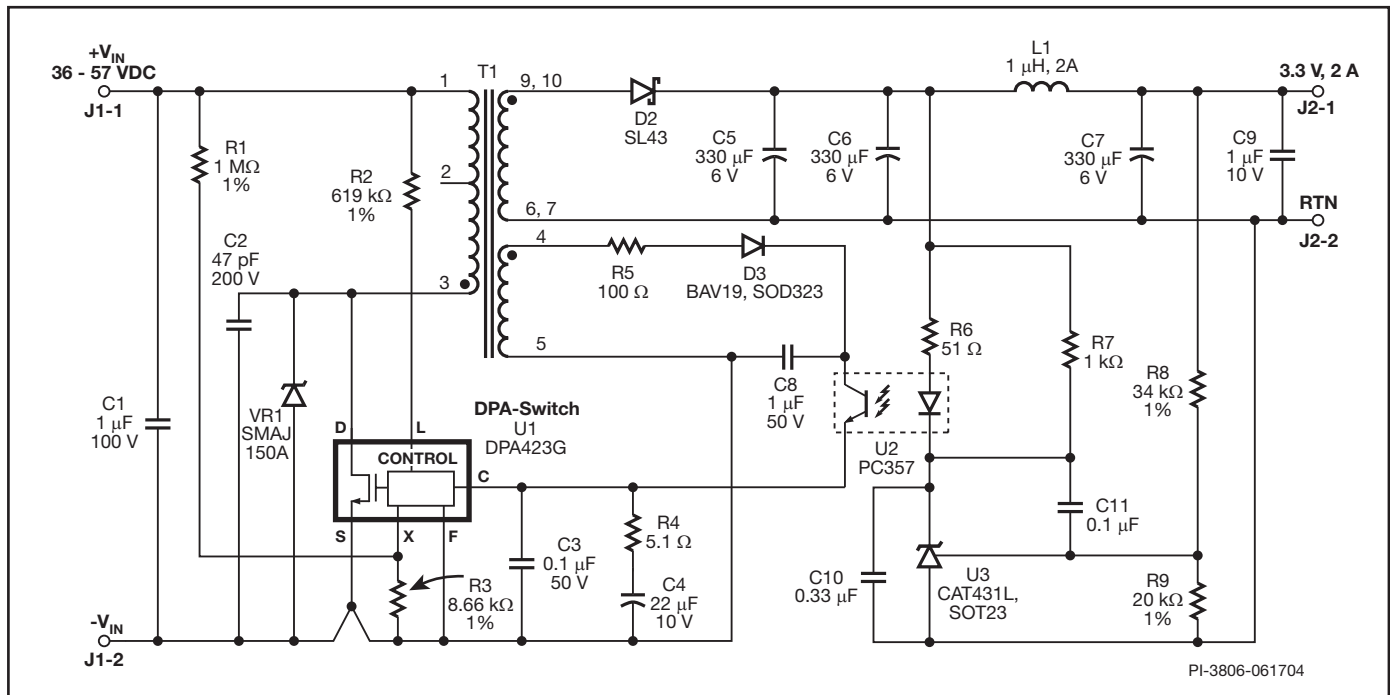 +VIN
36 - 57 VDC
J1-1
R1
1 MΩ
1%
R2
619 kΩ
1%
1
2
3
T1
9, 10
6, 7
4
5
D2
SL43
C5
330 μF
6 V
C6
330 μF
6 V
L1
1 μH, 2A
C7
330 μF
6 V
C9
1 μF
10 V
3.3 V, 2 A
J2-1
RTN
J2-2
C2
47 pF
200 V
R5
100 Ω
D3
BAV19, SOD323
R6
51 Ω
R7
1 kΩ
R8
34 kΩ
1%
C1
1 μF
100 V
VR1
SMAJ
150A
DPA-Switch
U1
DPA423G
D
L
CONTROL
C
S
X
F
C8
1 μF
50 V
U2
PC357
C3
0.1 μF
50 V
R4
5.1 Ω
C4
22 μF
10 V
R3
8.66 kΩ
1%
C11
0.1 μF
C10
0.33 μF
U3
CAT431L,
SOT23
R9
20 kΩ
1%
-VIN
J1-2
PI-3806-061704